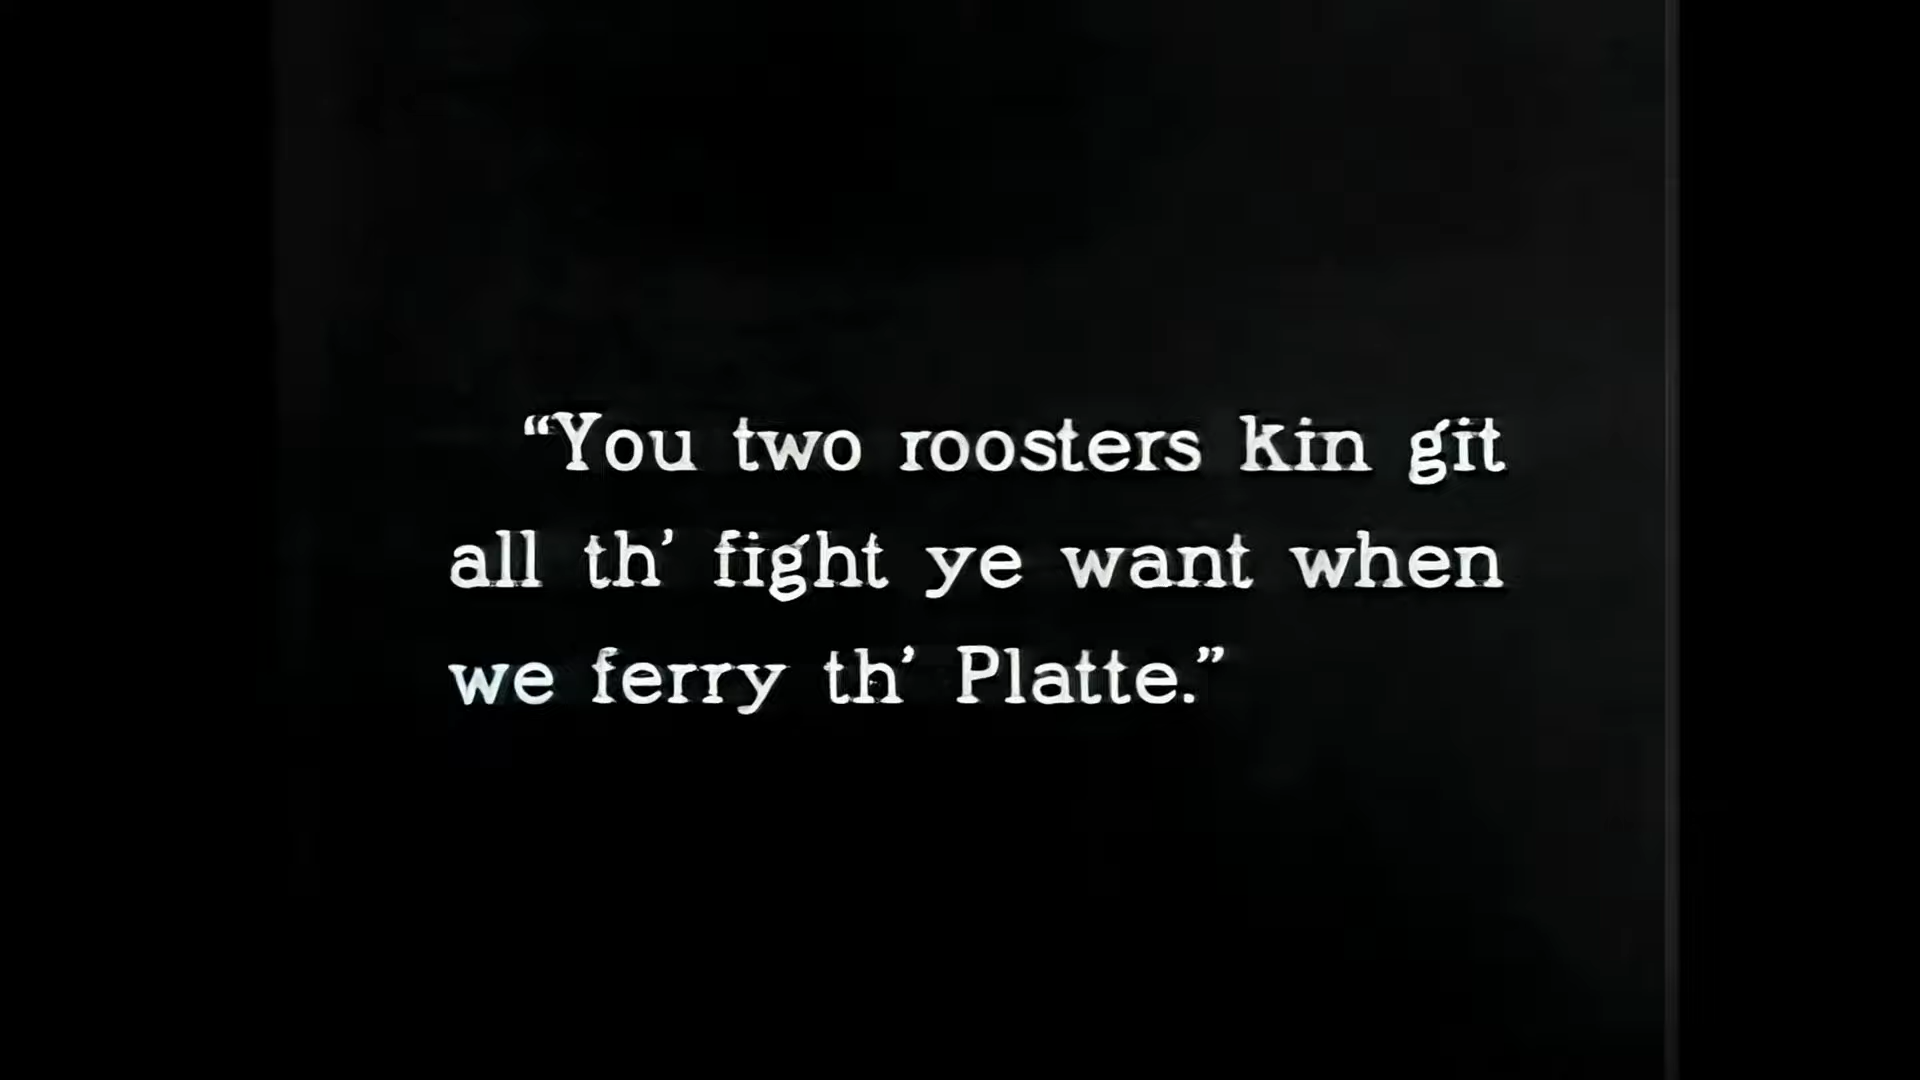 “You two roosters kin git
all th’ fight ye want when
we ferry th’ Platte.”